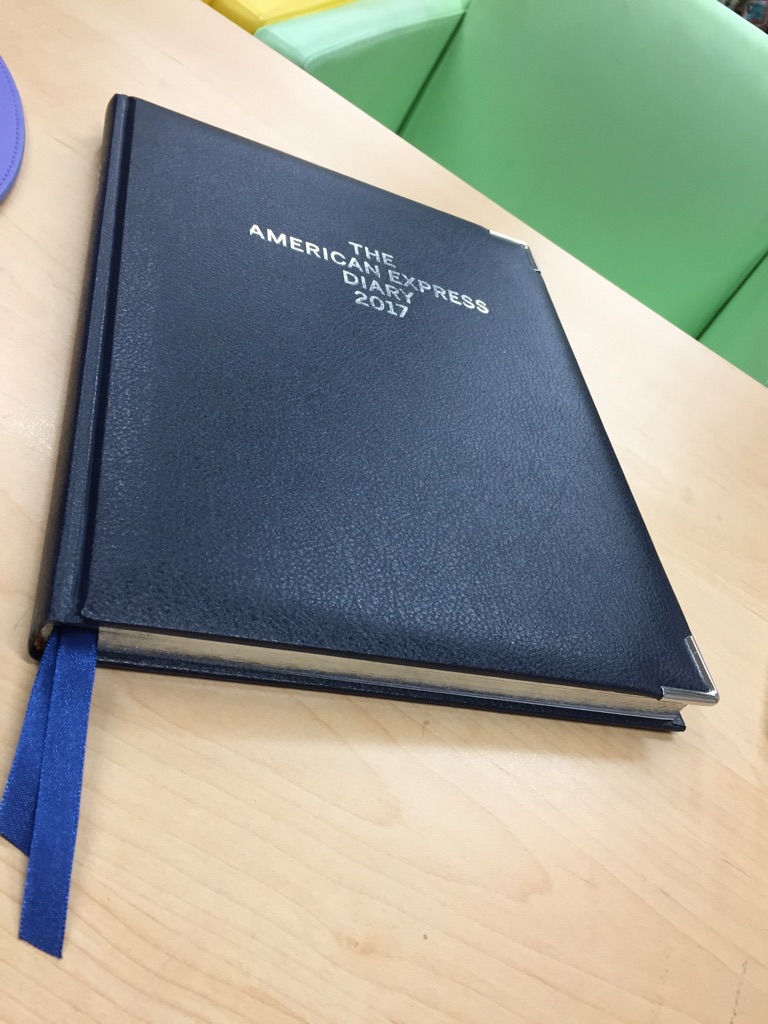 THE
AMERICAN EXPRESS
DIARY
2017